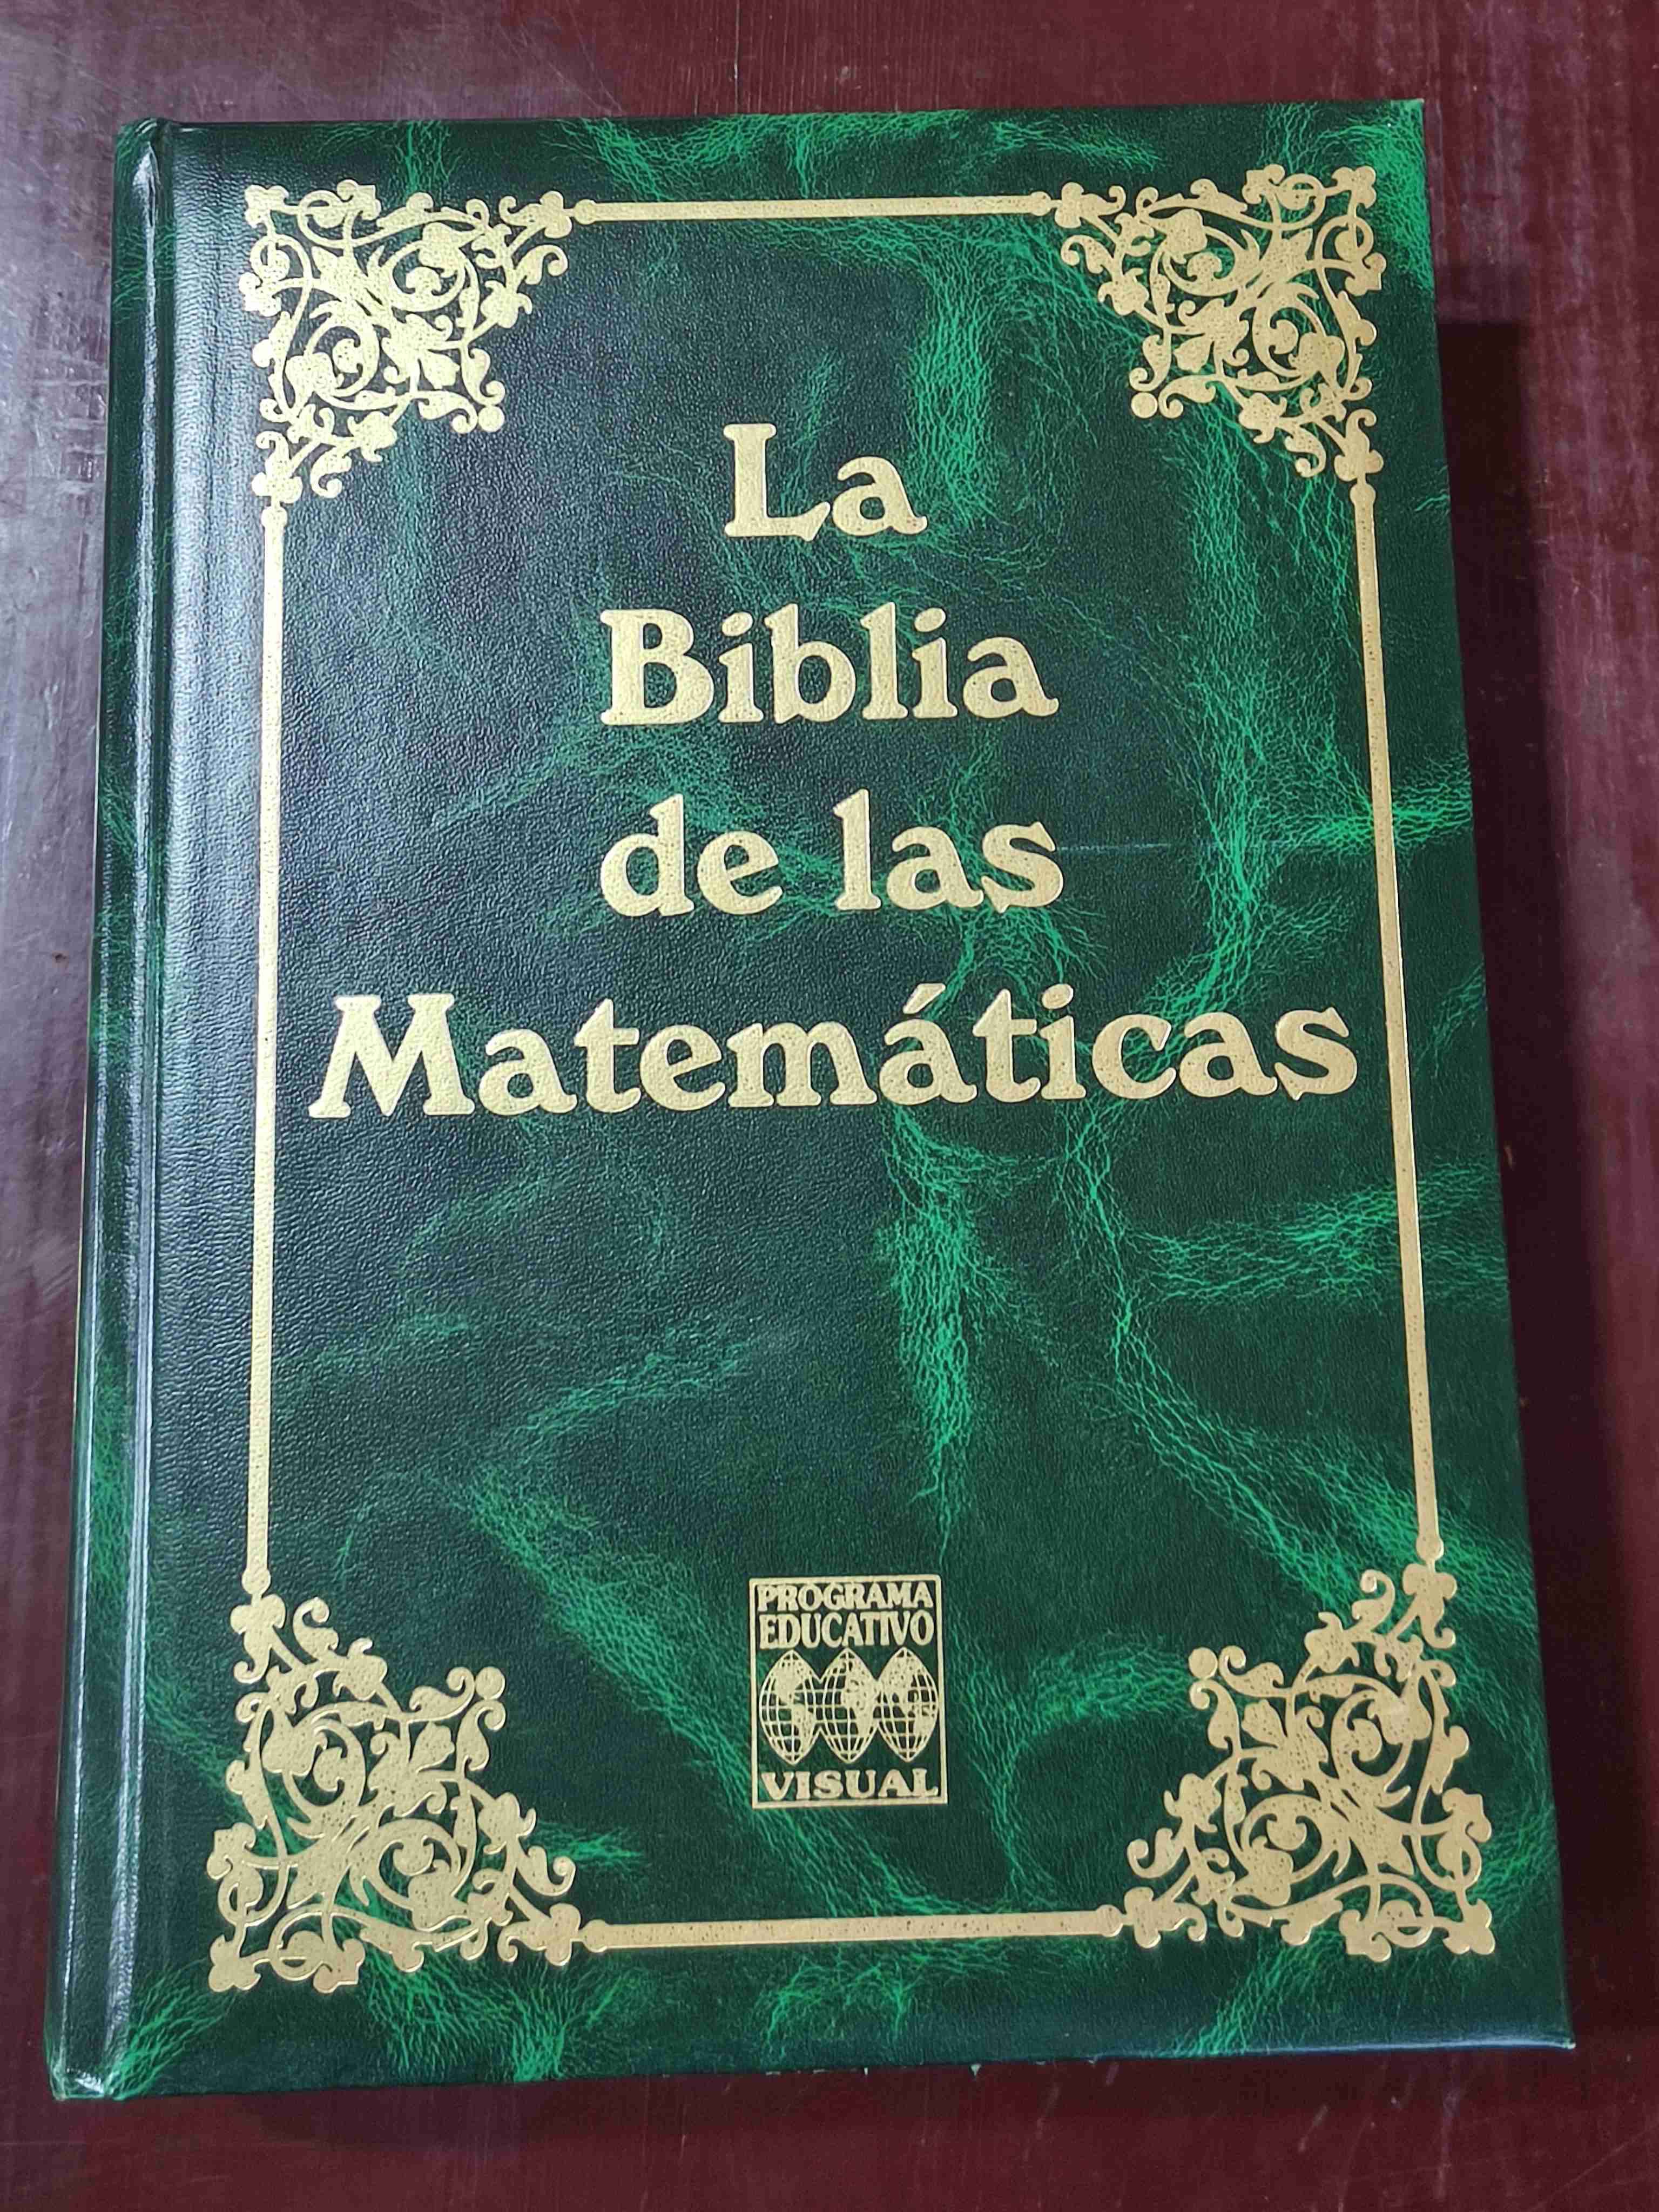 La
Biblia
de las
Matemáticas
PROGRAMA
EDUCATIVO
VISUAL